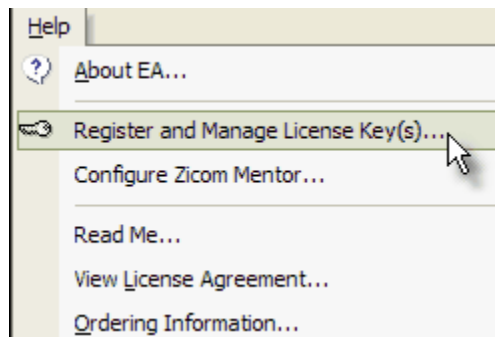 Help
About EA...
Register and Manage License Key(s)...
Configure Zicom Mentor...
Read Me...
View License Agreement...
Ordering Information...